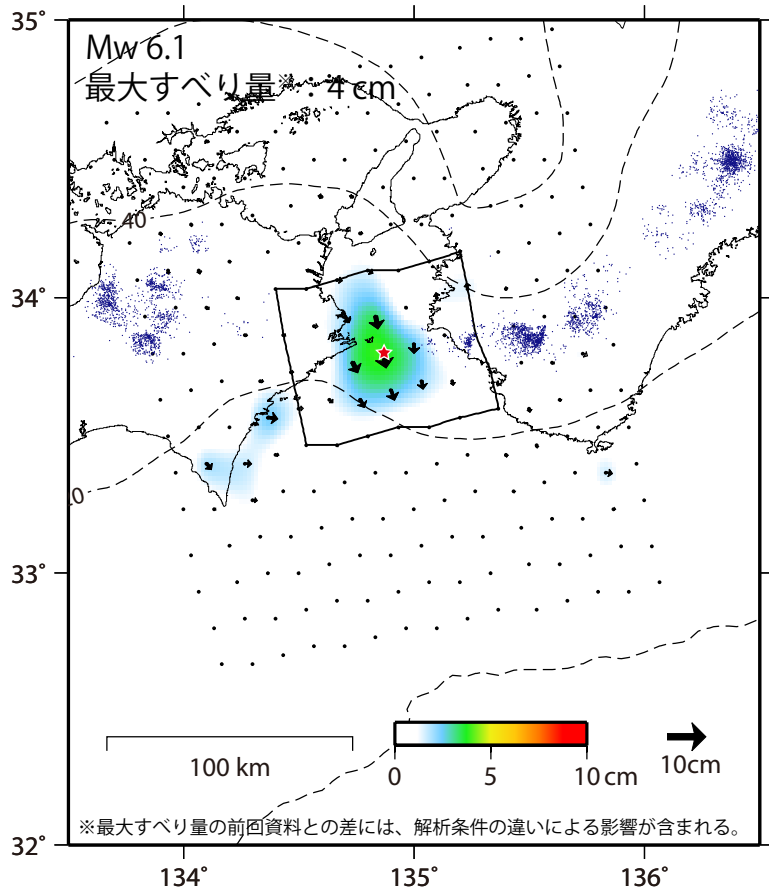 35°
Mw 6.1
最大すべり量※ 4 cm
40
34°
20
33°
100 km
0 5 10 cm
10cm
※最大すべり量の前回資料との差には、解析条件の違いによる影響が含まれる。
32°
134° 135° 136°